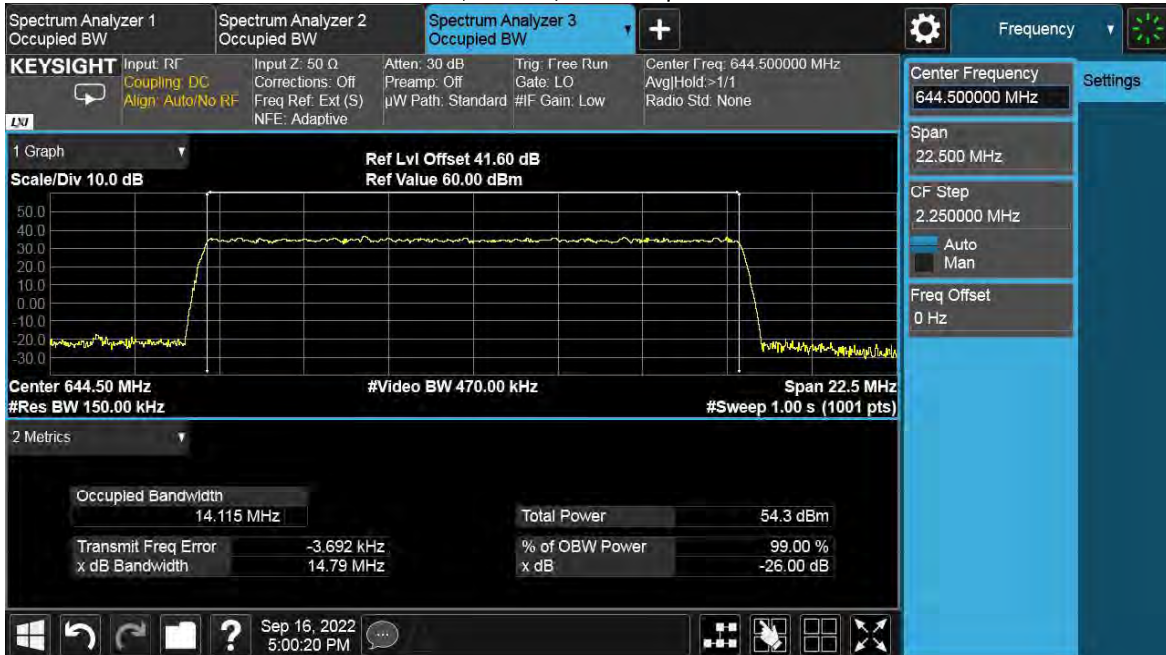 Spectrum Analyzer 1
Occupied BW
Spectrum Analyzer 2
Occupied BW
Spectrum Analyzer 3
Occupied BW
Frequency
KEYSIGHT
Input: RF
Coupling: DC
Align: Auto/No RF
Input Z: 50 Ω
Corrections: Off
Freq Ref: Ext (S)
NFE: Adaptive
Atten: 30 dB
Preamp: Off
µW Path: Standard
Trig: Free Run
Gate: LO
#IF Gain: Low
Center Freq: 644.500000 MHz
Avg|Hold:>1/1
Radio Std: None
LXI
Center Frequency
644.500000 MHz
Settings
Span
22.500 MHz
CF Step
2.250000 MHz
Auto
Man
Freq Offset
0 Hz
1 Graph
Scale/Div 10.0 dB
Ref Lvl Offset 41.60 dB
Ref Value 60.00 dBm
50.0
40.0
30.0
20.0
10.0
0.00
-10.0
-20.0
-30.0
Center 644.50 MHz
#Video BW 470.00 kHz
Span 22.5 MHz
#Res BW 150.00 kHz
#Sweep 1.00 s (1001 pts)
2 Metrics
Occupied Bandwidth
14.115 MHz
Total Power 54.3 dBm
Transmit Freq Error -3.692 kHz
% of OBW Power 99.00 %
x dB Bandwidth 14.79 MHz
x dB -26.00 dB
?
Sep 16, 2022
5:00:20 PM